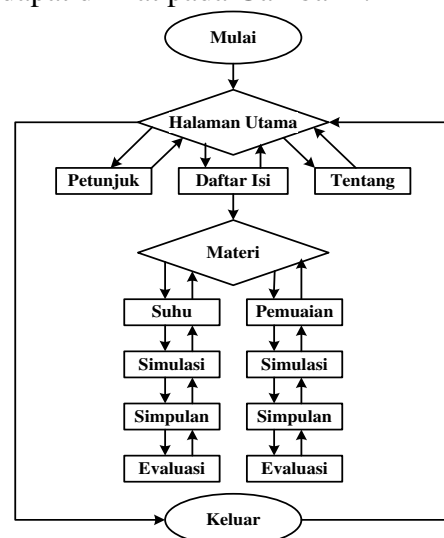 Mulai
Halaman Utama
Petunjuk
Daftar Isi
Tentang
Materi
Suhu
Pemuaian
Simulasi
Simulasi
Simpulan
Simpulan
Evaluasi
Evaluasi
Keluar